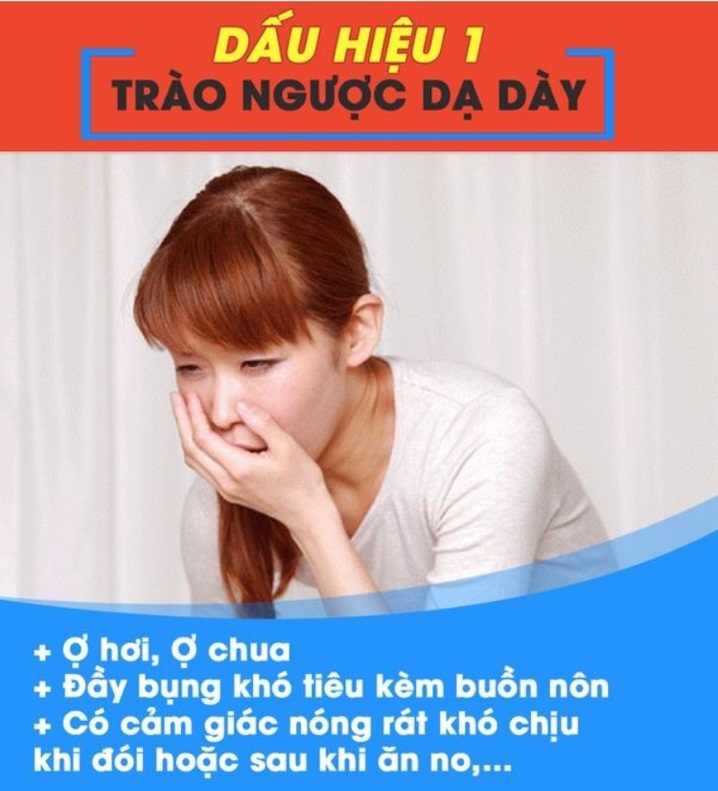 DẤU HIỆU 1
TRÀO NGƯỢC DẠ DÀY
+ Ợ hơi, Ợ chua
+ Đầy bụng khó tiêu kèm buồn nôn
+ Có cảm giác nóng rát khó chịu
khi đói hoặc sau khi ăn no,...